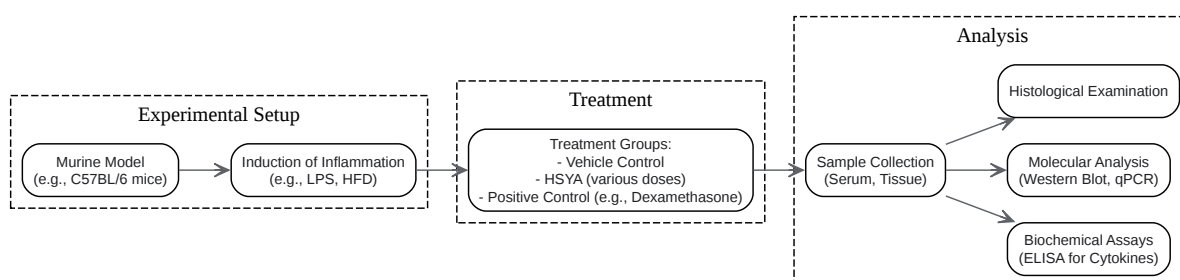 Experimental Setup
Murine Model
(e.g., C57BL/6 mice)
Induction of Inflammation
(e.g., LPS, HFD)
Treatment
Treatment Groups:
- Vehicle Control
- HSYA (various doses)
- Positive Control (e.g., Dexamethasone)
Analysis
Sample Collection
(Serum, Tissue)
Histological Examination
Molecular Analysis
(Western Blot, qPCR)
Biochemical Assays
(ELISA for Cytokines)